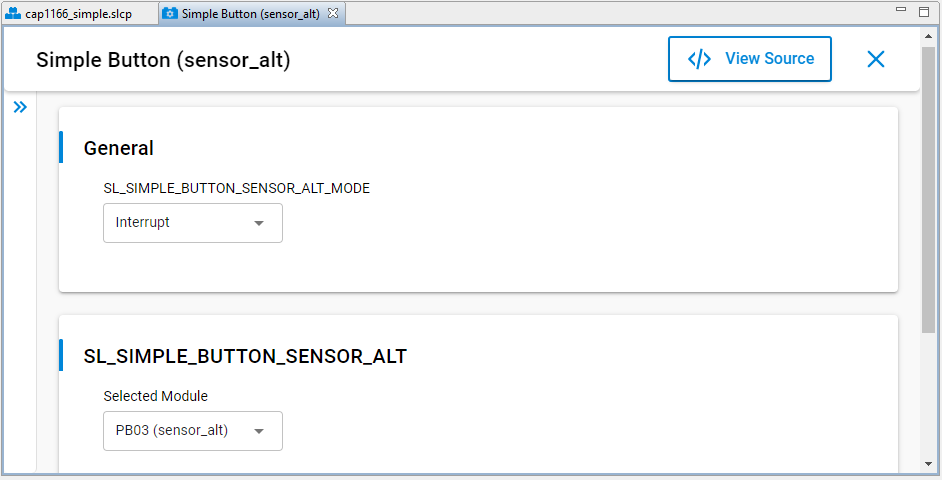 cap1166_simple.slcp
Simple Button (sensor_alt)
Simple Button (sensor_alt)
View Source
General
SL_SIMPLE_BUTTON_SENSOR_ALT_MODE
Interrupt
SL_SIMPLE_BUTTON_SENSOR_ALT
Selected Module
PB03 (sensor_alt)